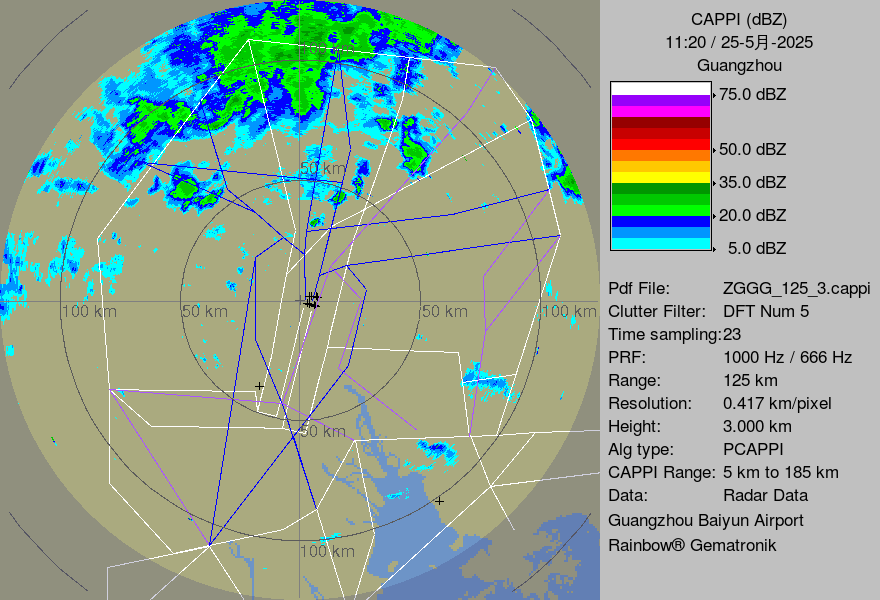 CAPPI (dBZ)
11:20 / 25-5月-2025
Guangzhou
75.0 dBZ
50.0 dBZ
35.0 dBZ
20.0 dBZ
5.0 dBZ
Pdf File: ZGGG_125_3.cappi
Clutter Filter: DFT Num 5
Time sampling:23
PRF: 1000 Hz / 666 Hz
Range: 125 km
Resolution: 0.417 km/pixel
Height: 3.000 km
Alg type: PCAPPI
CAPPI Range: 5 km to 185 km
Data: Radar Data
Guangzhou Baiyun Airport
Rainbow® Gematronik
100 km
50 km
100 km
50 km
50 km
100 km
50 km
100 km